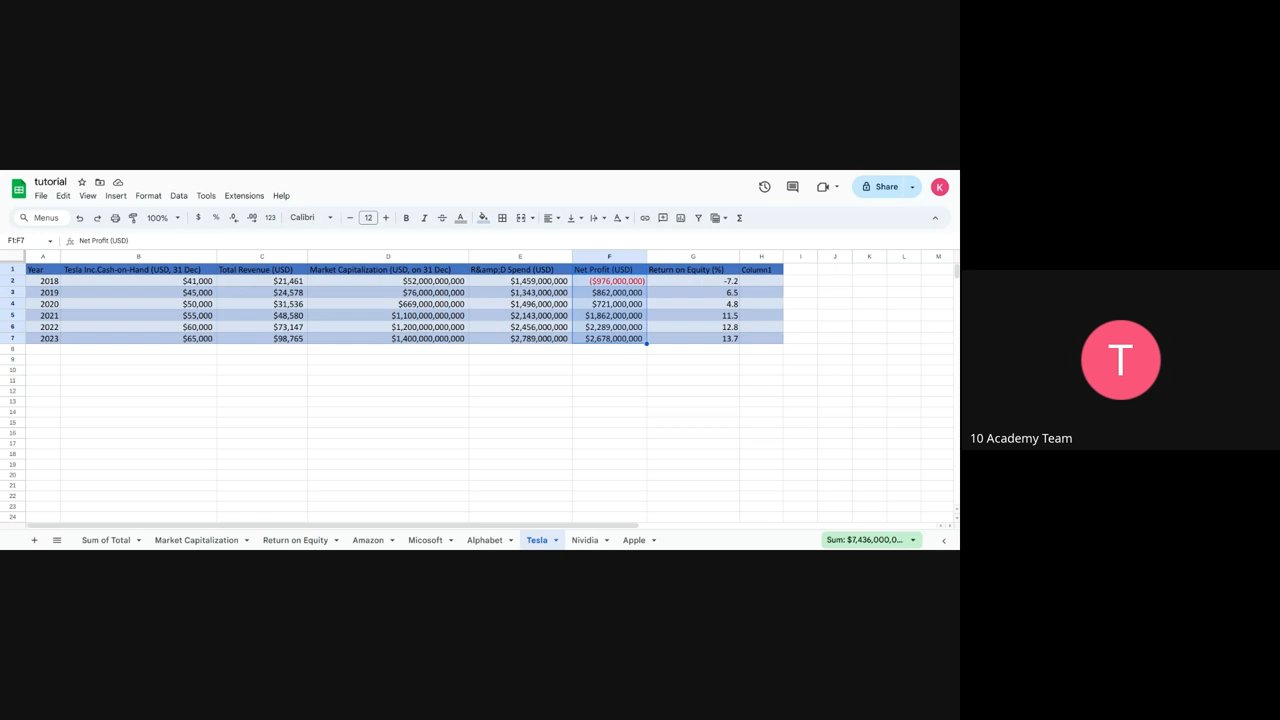 tutorial
File Edit View Insert Format Data Tools Extensions Help
Share
K
Menus 100% $ % .0 .00 123 Calibri 12 B I A Σ
F1:F7 fx Net Profit (USD)
A B C D E F G H I J K L M
1 Year Tesla Inc.Cash-on-Hand (USD, 31 Dec) Total Revenue (USD) Market Capitalization (USD, on 31 Dec) R&amp;D Spend (USD) Net Profit (USD) Return on Equity (%) Column1
2 2018 $41,000 $21,461 $52,000,000,000 $1,459,000,000 ($976,000,000) -7.2
3 2019 $45,000 $24,578 $76,000,000,000 $1,343,000,000 $862,000,000 6.5
4 2020 $50,000 $31,536 $669,000,000,000 $1,496,000,000 $721,000,000 4.8
5 2021 $55,000 $48,580 $1,100,000,000,000 $2,143,000,000 $1,862,000,000 11.5
6 2022 $60,000 $73,147 $1,200,000,000,000 $2,456,000,000 $2,289,000,000 12.8
7 2023 $65,000 $98,765 $1,400,000,000,000 $2,789,000,000 $2,678,000,000 13.7
8
9
10
11
12
13
14
15
16
17
18
19
20
21
22
23
24
Sum of Total Market Capitalization Return on Equity Amazon Micosoft Alphabet Tesla Nividia Apple Sum: $7,436,000,0...
T
10 Academy Team